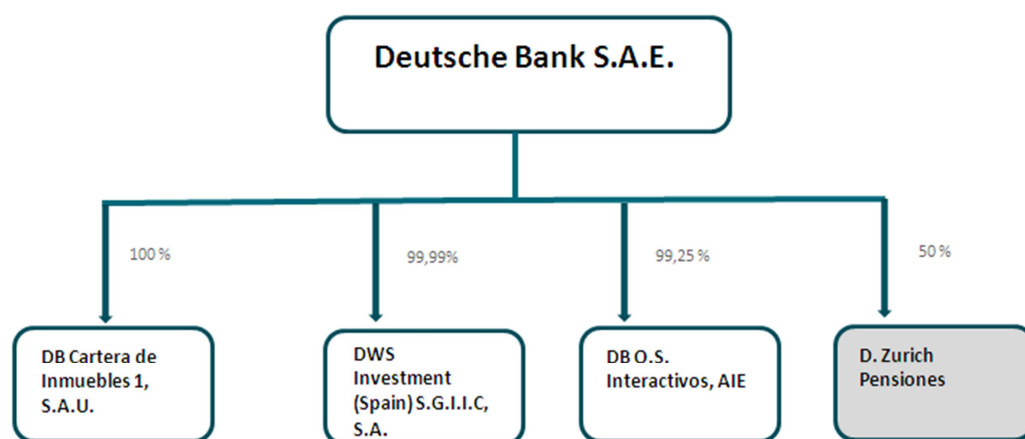 Deutsche Bank S.A.E.
100 %
99,99%
99,25 %
50 %
DB Cartera de
Inmuebles 1,
S.A.U.
DWS
Investment
(Spain) S.G.I.I.C,
S.A.
DB O.S.
Interactivos, AIE
D. Zurich
Pensiones